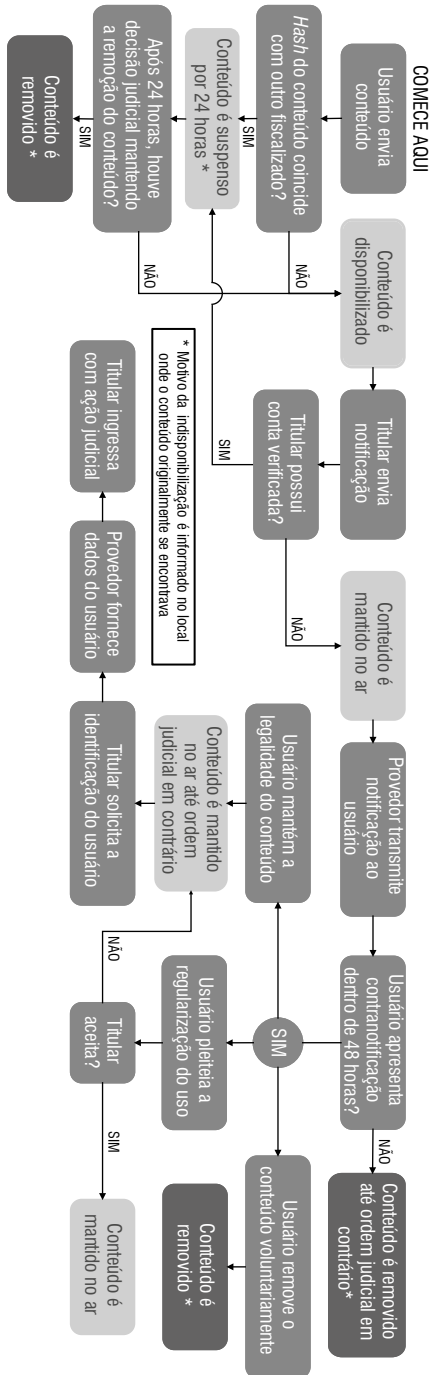 COMECE AQUI
Usuário envia
conteúdo
Hash do conteúdo coincide
com outro fiscalizado?
SIM
NÃO
Conteúdo é suspenso
por 24 horas *
Após 24 horas, houve
decisão judicial mantendo
a remoção do conteúdo?
SIM
NÃO
Conteúdo é
removido *
Conteúdo é
disponibilizado
Titular envia
notificação
Titular possui
conta verificada?
SIM
NÃO
* Motivo da indisponibilização é informado no local
onde o conteúdo originalmente se encontrava
Conteúdo é
mantido no ar
Provedor transmite
notificação ao
usuário
Usuário apresenta
contranotificação
dentro de 48 horas?
NÃO
Conteúdo é removido
até ordem judicial em
contrário*
SIM
Usuário mantém a
legalidade do conteúdo
Conteúdo é mantido
no ar até ordem
judicial em contrário
Titular solicita a
identificação do usuário
Provedor fornece
dados do usuário
Titular ingressa
com ação judicial
Usuário pleiteia a
regularização do uso
Titular
aceita?
NÃO
SIM
Conteúdo é
mantido no ar
Usuário remove o
conteúdo voluntariamente
Conteúdo é
removido *